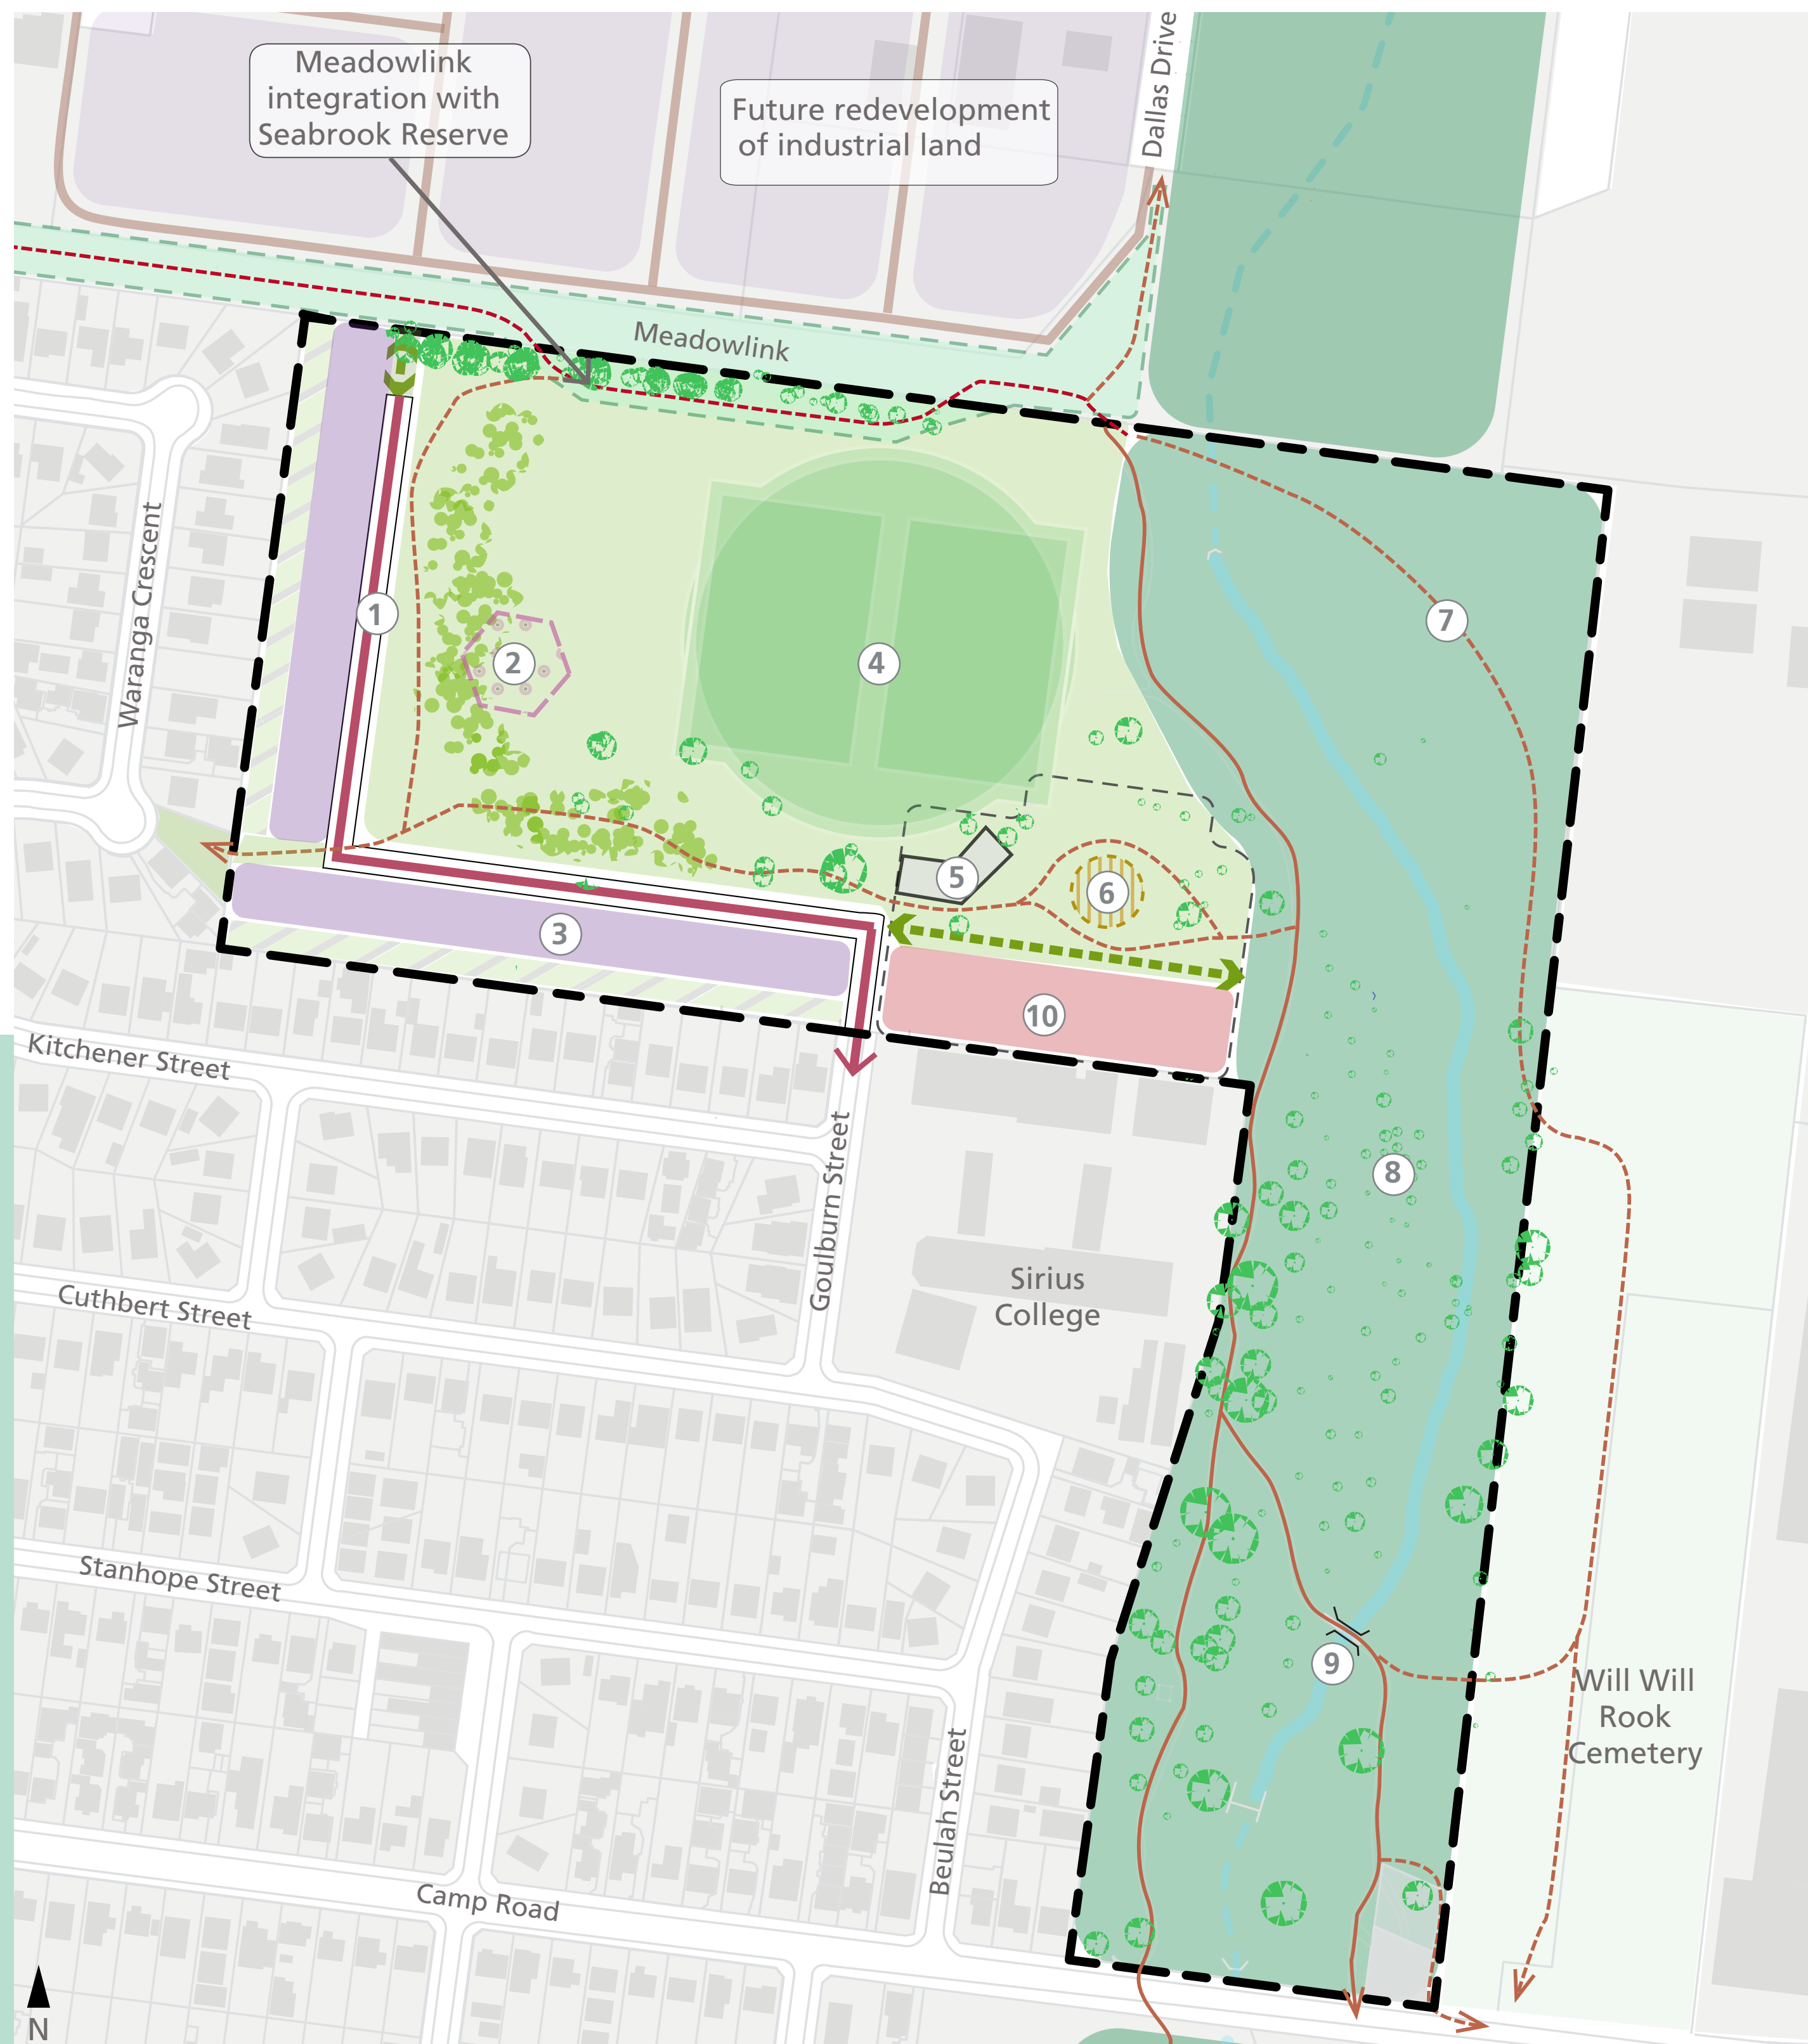 Meadowlink
integration with
Seabrook Reserve
Future redevelopment
of industrial land
Dallas Drive
Meadowlink
Waranga Crescent
1
2
4
7
5
6
3
10
Kitchener Street
Goulburn Street
8
Sirius
College
Cuthbert Street
Stanhope Street
9
Will Will
Rook
Cemetery
Beulah Street
Camp Road
N